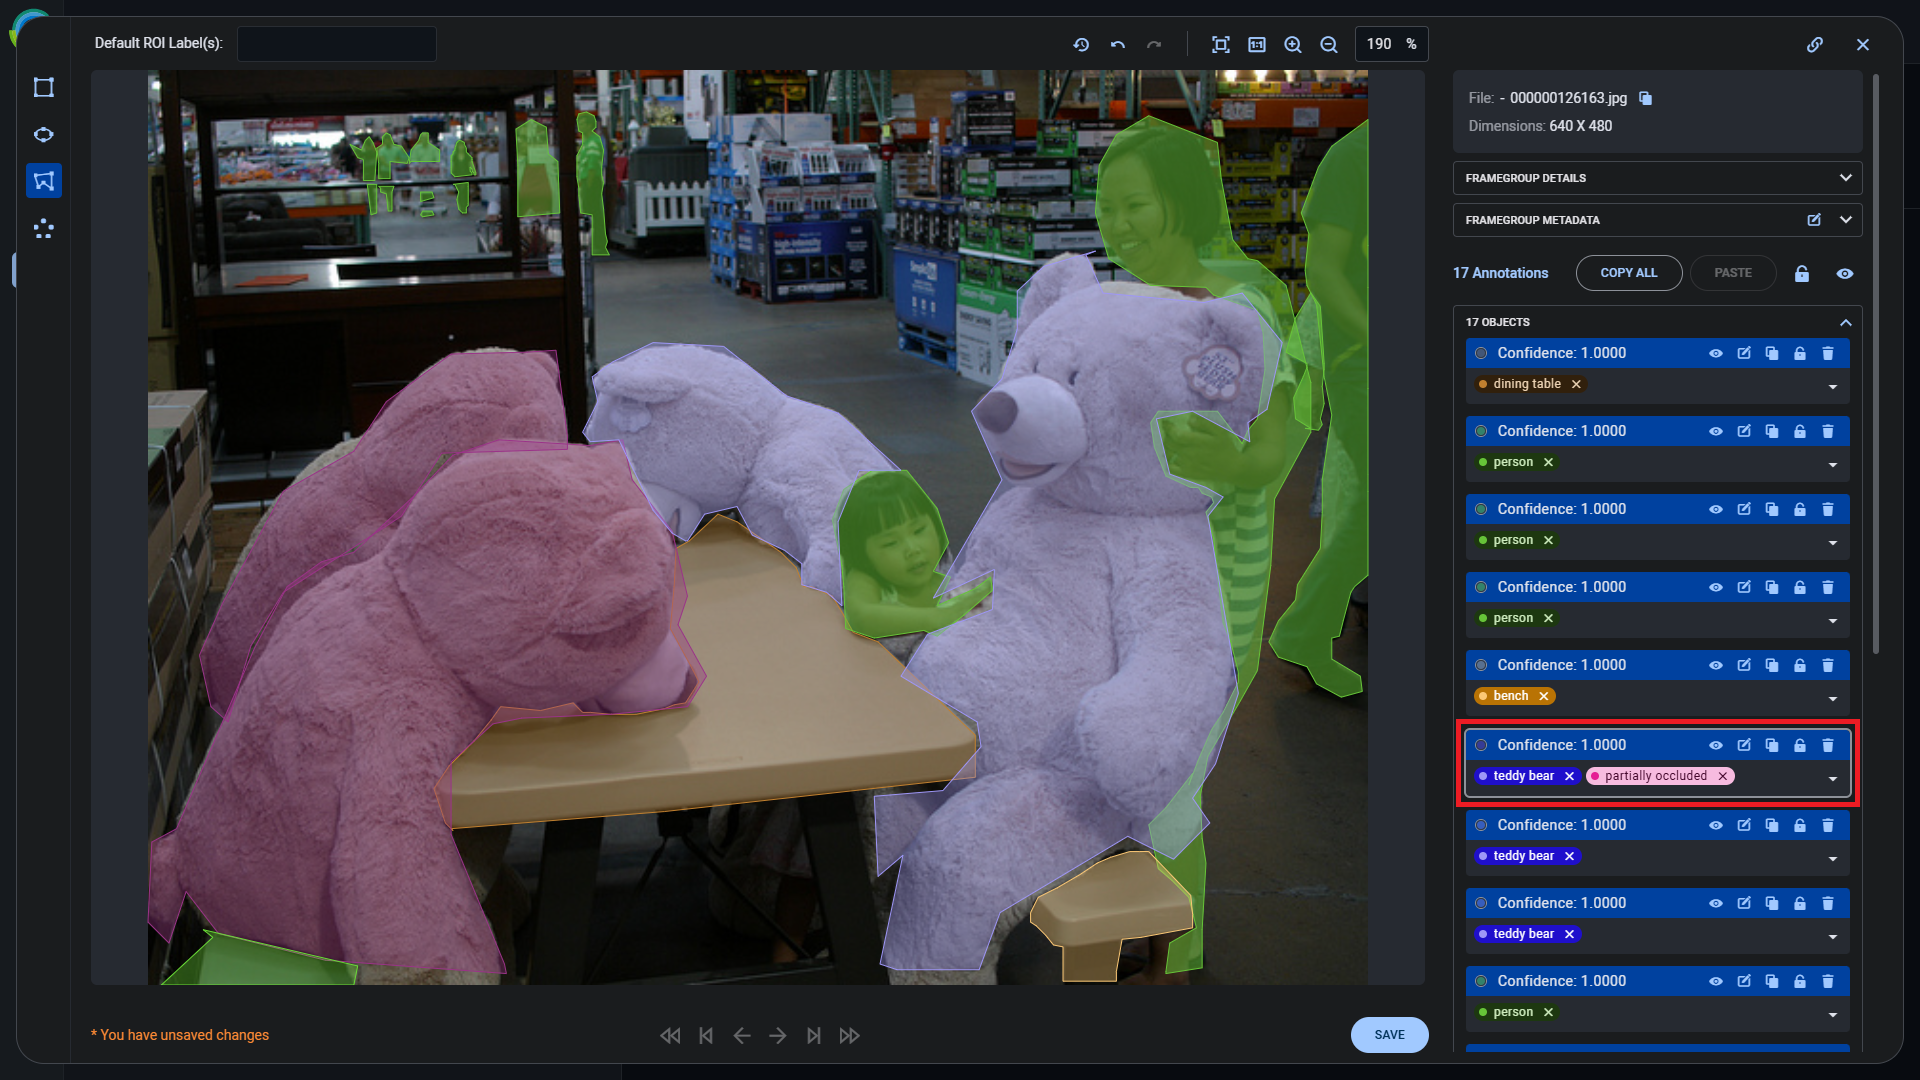 Default ROI Label(s):
190 %
File: - 000000126163.jpg
Dimensions: 640 X 480
FRAMEGROUP DETAILS
FRAMEGROUP METADATA
17 Annotations COPY ALL PASTE
17 OBJECTS
Confidence: 1.0000
dining table
Confidence: 1.0000
person
Confidence: 1.0000
person
Confidence: 1.0000
person
Confidence: 1.0000
bench
Confidence: 1.0000
teddy bear partially occluded
Confidence: 1.0000
teddy bear
Confidence: 1.0000
teddy bear
Confidence: 1.0000
person
* You have unsaved changes
SAVE